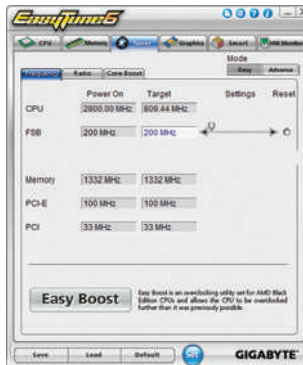 EasyTune6
CPU Memory Tuner Graphics Smart HW Monitor
Mode
Easy Advance
Frequency Ratio Core Boost
Power On Target Settings Reset
CPU 2800.00 MHz 809.44 MHz
FSB 200 MHz 200 MHz
Memory 1332 MHz 1332 MHz
PCI-E 100 MHz 100 MHz
PCI 33 MHz 33 MHz
Easy Boost
Easy Boost is an overclocking utility set for AMD Black
Edition CPUs and allows the CPU to be overclocked
further than it was previously possible.
Save Load Default Set GIGABYTE